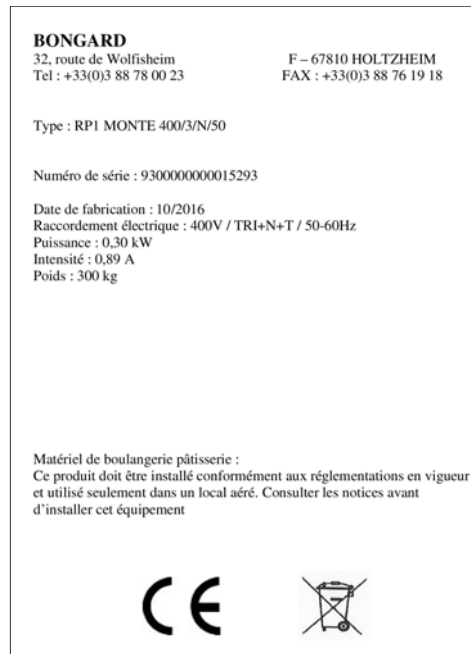 BONGARD
32, route de Wolfisheim F – 67810 HOLTZHEIM
Tel : +33(0)3 88 78 00 23 FAX : +33(0)3 88 76 19 18
Type : RP1 MONTE 400/3/N/50
Numéro de série : 9300000000015293
Date de fabrication : 10/2016
Raccordement électrique : 400V / TRI+N+T / 50-60Hz
Puissance : 0,30 kW
Intensité : 0,89 A
Poids : 300 kg
Matériel de boulangerie pâtisserie :
Ce produit doit être installé conformément aux réglementations en vigueur
et utilisé seulement dans un local aéré. Consulter les notices avant
d’installer cet équipement
CE